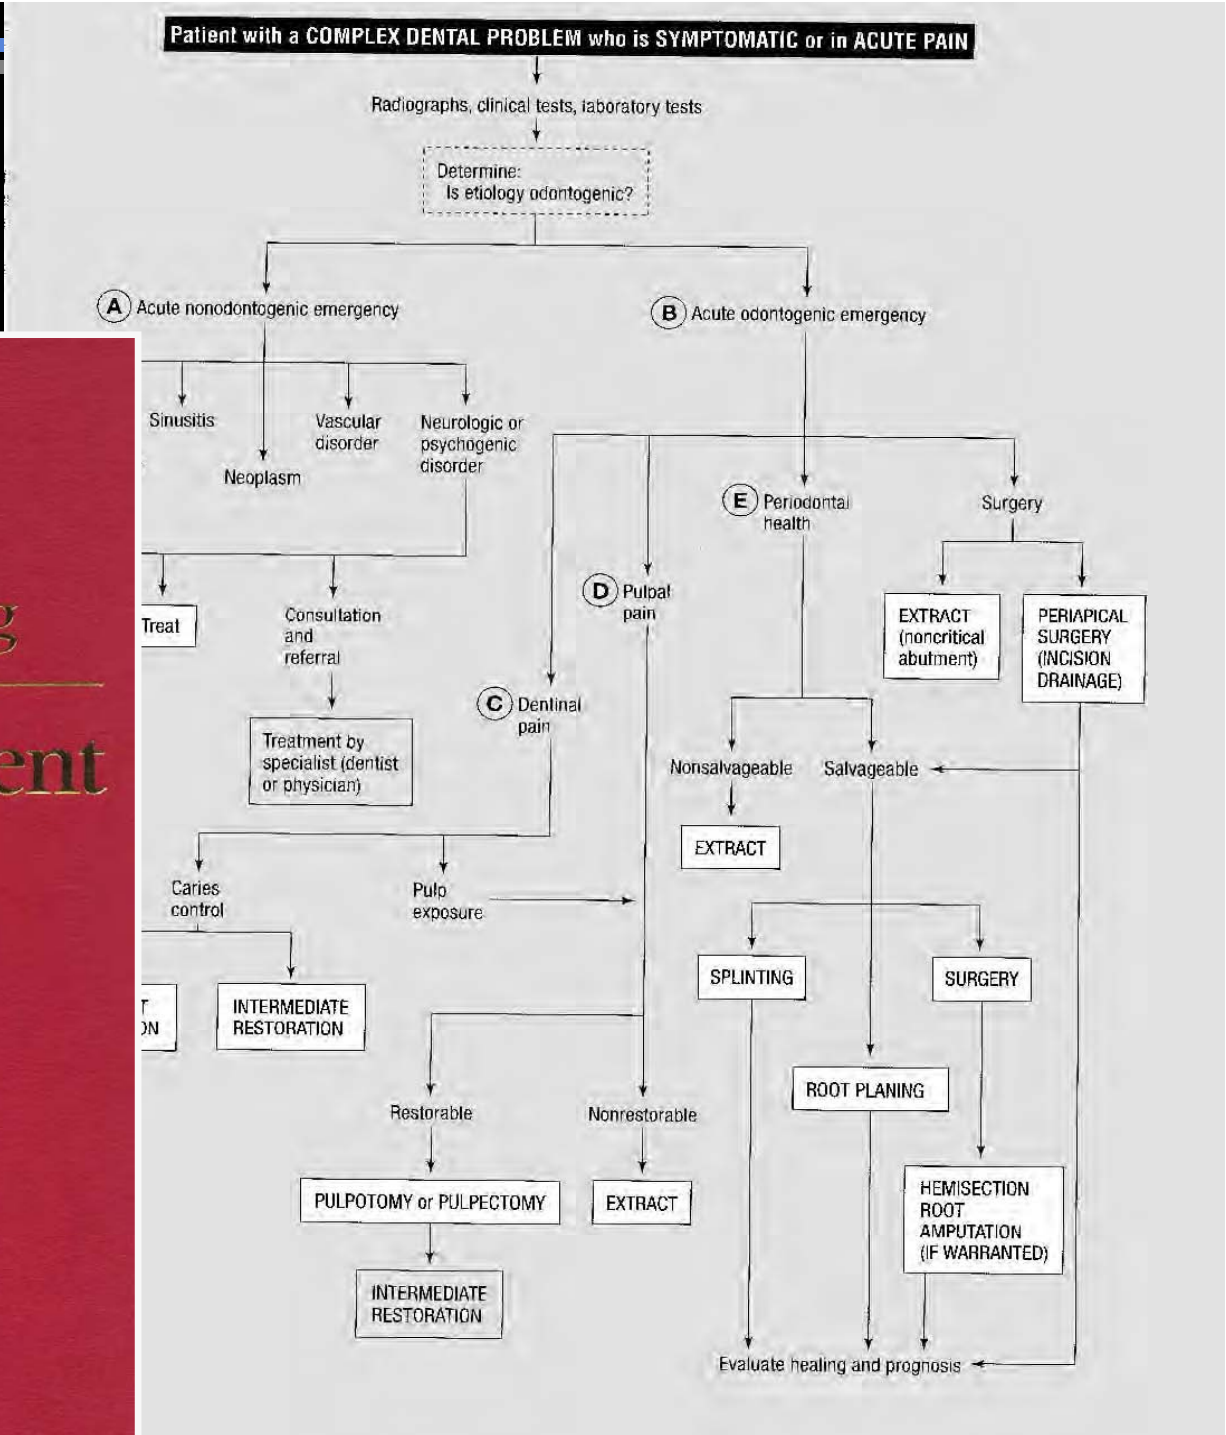 Patient with a COMPLEX DENTAL PROBLEM who is SYMPTOMATIC or in ACUTE PAIN
Radiographs, clinical tests, laboratory tests
Determine:
Is etiology odontogenic?
A Acute nonodontogenic emergency
B Acute odontogenic emergency
Sinusitis
Vascular
disorder
Neurologic or
psychogenic
disorder
Neoplasm
E Periodontal
health
Surgery
D Pulpal
pain
Treat
Consultation
and
referral
EXTRACT
(noncritical
abutment)
PERIAPICAL
SURGERY
(INCISION
DRAINAGE)
g
ent
C Dentinal
pain
Treatment by
specialist (dentist
or physician)
Nonsalvageable
Salvageable
EXTRACT
Caries
control
Pulp
exposure
SPLINTING
SURGERY
T
ON
INTERMEDIATE
RESTORATION
ROOT PLANING
Restorable
Nonrestorable
PULPOTOMY or PULPECTOMY
EXTRACT
HEMISECTION
ROOT
AMPUTATION
(IF WARRANTED)
INTERMEDIATE
RESTORATION
Evaluate healing and prognosis